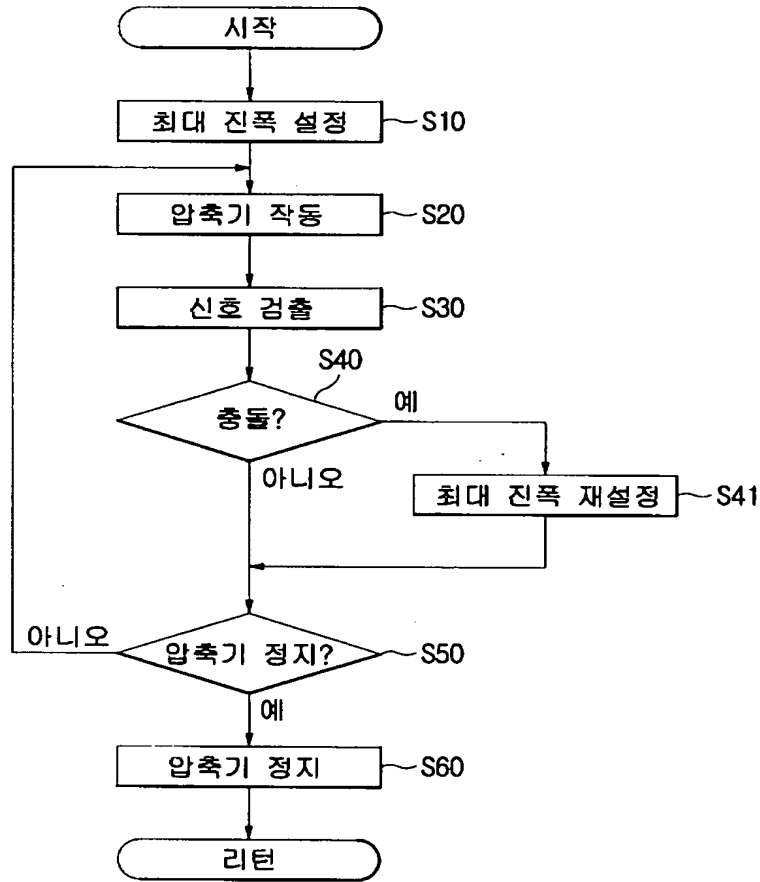 시작
최대 진폭 설정
S10
압축기 작동
S20
신호 검출
S30
S40
충돌?
예
아니오
최대 진폭 재설정
S41
아니오
압축기 정지?
S50
예
압축기 정지
S60
리턴